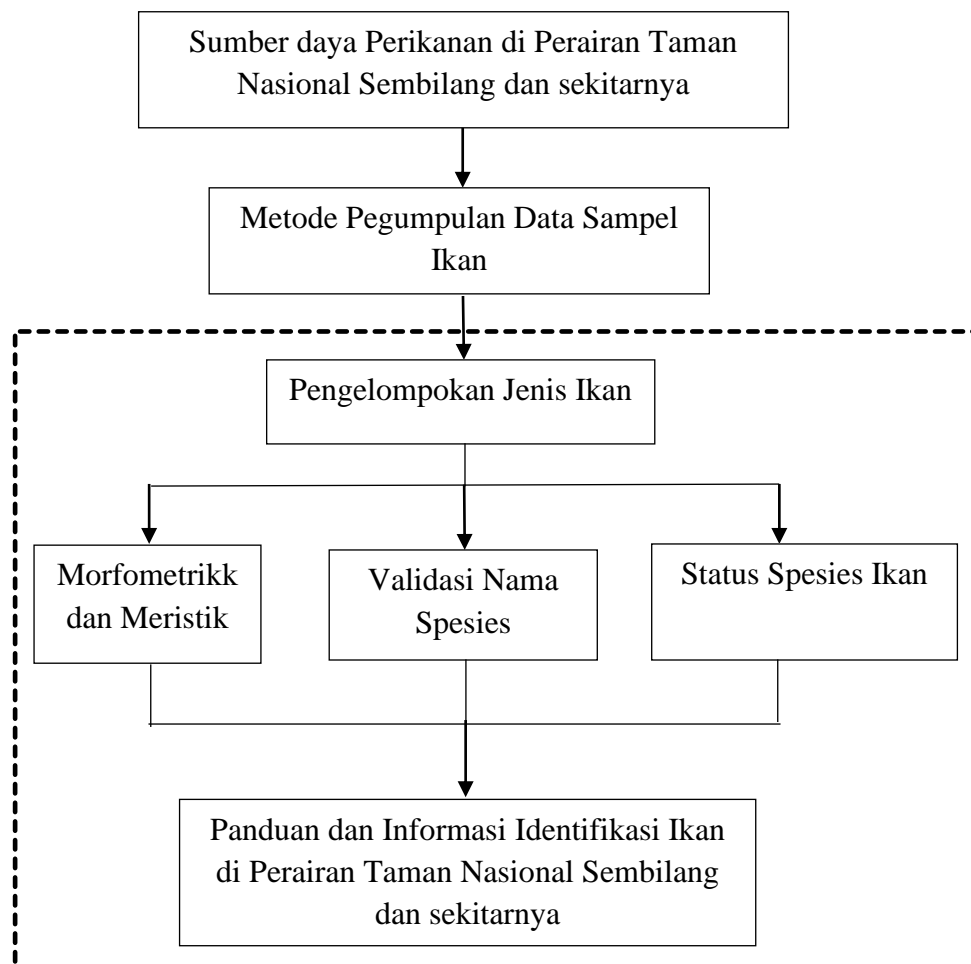 Sumber daya Perikanan di Perairan Taman
Nasional Sembilang dan sekitarnya
Metode Pegumpulan Data Sampel
Ikan
Pengelompokan Jenis Ikan
Morfometrikk
dan Meristik
Validasi Nama
Spesies
Status Spesies Ikan
Panduan dan Informasi Identifikasi Ikan
di Perairan Taman Nasional Sembilang
dan sekitarnya